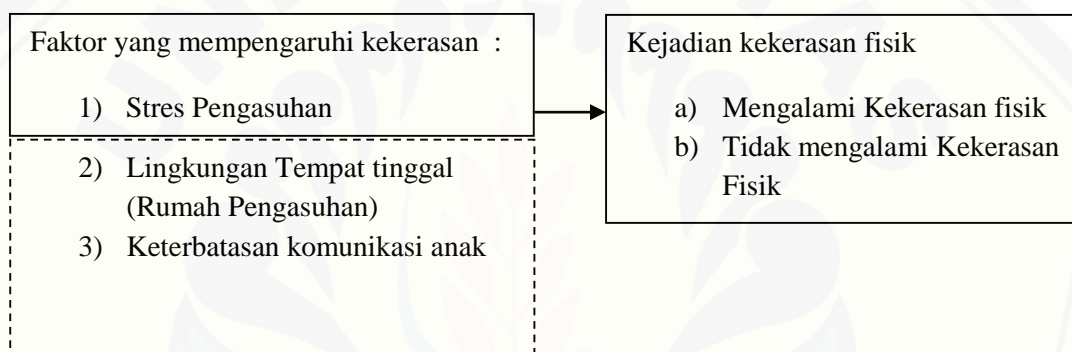 Faktor yang mempengaruhi kekerasan :
1) Stres Pengasuhan
2) Lingkungan Tempat tinggal
(Rumah Pengasuhan)
3) Keterbatasan komunikasi anak
Kejadian kekerasan fisik
a) Mengalami Kekerasan fisik
b) Tidak mengalami Kekerasan
Fisik